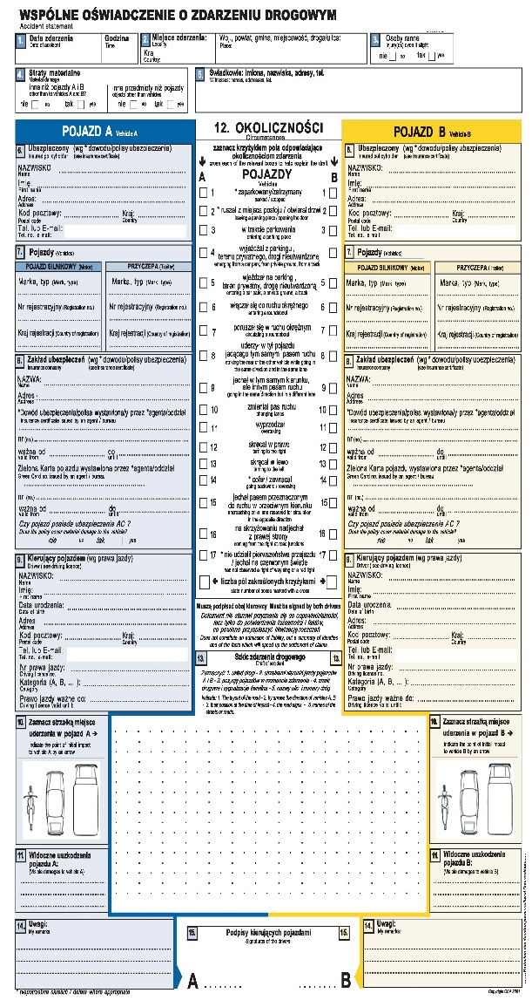 WSPÓLNE OŚWIADCZENIE O ZDARZENIU DROGOWYM
Accident statement
1. Data zdarzenia
Date of accident
Godzina
Time
2. Miejsce zdarzenia:
Locality
Kraj
Country:
Woj., powiat, gmina, miejscowość, droga/ulica:
Place:
3. Osoby ranne
Injury(ies) even if slight
nie no tak yes
4. Straty materialne
Material damage
inne niż pojazdy A i B
other than to vehicles A and B?
nie no tak yes
inne przedmioty niż pojazdy
objects other than vehicles
nie no tak yes
5. Świadkowie: imiona, nazwiska, adresy, tel.
Witnesses: names, addresses, tel.
POJAZD A Vehicle A
6. Ubezpieczony (wg * dowodu/polisy ubezpieczenia)
Insured policyholder (see insurance certificate)
NAZWISKO
Name
Imię:
First name
Adres:
Address
Kod pocztowy: Kraj:
Postal code Country
Tel. lub E-mail:
Tel. no. e-mail:
7. Pojazdy (Vehicles)
POJAZD SILNIKOWY (Motor) PRZYCZEPA (Trailer)
Marka, typ (Mark, type) Marka, typ (Mark, type)
Nr rejestracyjny (Registration no.) Nr rejestracyjny (Registration no.)
Kraj rejestracji (Country of registration) Kraj rejestracji (Country of registration)
8. Zakład ubezpieczeń (wg * dowodu/polisy ubezpieczenia)
Insurance company (see insurance certificate)
NAZWA:
Name
Adres
Address
*Dowód ubezpieczenia/polisa wystawiona/y przez *agenta/oddział
Insurance certificate issued by an agent / bureau
nr (no.)
ważna od do
valid from until
Zielona Karta pojazdu wystawiona przez *agenta/oddział
Green Card no. issued by an agent / bureau
nr (no.)
ważna od do
valid from until
Czy pojazd posiada ubezpieczenie AC ?
Does the policy cover material damage to the vehicle?
nie no tak yes
9. Kierujący pojazdem (wg prawa jazdy)
Driver (see driving licence)
NAZWISKO:
Name
Imię:
First name
Data urodzenia:
Date of birth
Adres
Address
Kod pocztowy: Kraj:
Postal code Country
Tel. lub E-mail:
Tel. no. e-mail:
Nr prawa jazdy:
Driving licence no.
Kategoria (A, B, ... ):
Category
Prawo jazdy ważne do:
Driving licence valid until:
10. Zaznacz strzałką miejsce
uderzenia w pojazd A →
Indicate the point of initial impact
to vehicle A by an arrow
11. Widoczne uszkodzenia
pojazdu A:
(Visible damages to vehicle A)
14. Uwagi:
My remarks
12. OKOLICZNOŚCI
Circumstances
zaznacz krzyżykiem pola odpowiadające
okolicznościom zdarzenia
cross each of the relevant boxes to help explain the draft
A POJAZDY B
Vehicles
1 * zaparkowany/zatrzymany 1
parked / stopped
2 * ruszał z miejsca postoju / otwierał drzwi 2
leaving a parking place / opening the door
3 w trakcie parkowania 3
entering a parking place
4 wyjeżdżał z parkingu,
terenu prywatnego, drogi nieutwardzonej 4
emerging from a car park, from private ground, from a track
5 wjeżdżał na parking,
teren prywatny, drogę nieutwardzoną 5
entering a car park, a private ground, a track
6 włączał się do ruchu okrężnego 6
entering a roundabout
7 poruszał się w ruchu okrężnym 7
circulating a roundabout
uderzył w tył pojazdu
8 jadącego tym samym pasem ruchu 8
striking the rear of the other vehicle while going in
the same direction and in the same lane
9 jechał w tym samym kierunku,
ale innym pasem ruchu 9
going in the same direction but in a different lane
10 zmieniał pas ruchu 10
changing lanes
11 wyprzedzał 11
overtaking
12 skręcał w prawo 12
turning to the right
13 skręcał w lewo 13
turning to the left
14 * cofał / zawracał 14
going backward / reversing
15 jechał pasem przeznaczonym
do ruchu w przeciwnym kierunku 15
encroaching on a lane reserved for circulation
in the opposite direction
16 na skrzyżowaniu nadjechał
z prawej strony 16
coming from the right at road junctions
17 * nie udzielił pierwszeństwa przejazdu 17
/ jechał na czerwonym świetle
has not observed a right of way sign or a red light
← liczba pól zakreślonych krzyżykami →
state number of boxes marked with a cross
Muszą podpisać obaj kierowcy Must be signed by both drivers
Dokument nie stanowi przyznania się do odpowiedzialności,
lecz tylko do potwierdzenia tożsamości i faktów,
co powinno przyspieszyć likwidację roszczeń
Does not constitute an admission of liability, but a summary of identities
and of the facts which will speed up the settlement of claims
13. Szkic zdarzenia drogowego 13.
Draft of accident
Zaznaczyć: 1. układ dróg - 2. strzałkami kierunki jazdy pojazdów
A i B - 3. pozycję pojazdów w momencie zderzenia - 4. znaki
drogowe i sygnalizację świetlną - 5. nazwy ulic i numery dróg
Indicate: 1. The layout of the road - 2. by arrows the direction of vehicles A, B
- 3. their position at the time of impact - 4. the road signs - 5. names of the
streets or roads.
15. Podpisy kierujących pojazdami 15.
Signatures of the drivers
A ........ ........ B
POJAZD B Vehicle B
6. Ubezpieczony (wg * dowodu/polisy ubezpieczenia)
Insured policyholder (see insurance certificate)
NAZWISKO:
Name
Imię:
First name
Adres:
Address
Kod pocztowy: Kraj:
Postal code Country
Tel. lub E-mail:
Tel. no. e-mail:
7. Pojazdy (Vehicles)
POJAZD SILNIKOWY (Motor) PRZYCZEPA (Trailer)
Marka, typ (Mark, type) Marka, typ (Mark, type)
Nr rejestracyjny (Registration no.) Nr rejestracyjny (Registration no.)
Kraj rejestracji (Country of registration) Kraj rejestracji (Country of registration)
8. Zakład ubezpieczeń (wg * dowodu/polisy ubezpieczenia)
Insurance company (see insurance certificate)
NAZWA:
Name
Adres
Address
*Dowód ubezpieczenia/polisa wystawiona/y przez *agenta/oddział
Insurance certificate issued by an agent / bureau
nr (no.)
ważna od do
valid from until
Zielona Karta pojazdu wystawiona przez *agenta/oddział
Green Card no. issued by an agent / bureau
nr (no.)
ważna od do
valid from until
Czy pojazd posiada ubezpieczenie AC ?
Does the policy cover material damage to the vehicle?
nie no tak yes
9. Kierujący pojazdem (wg prawa jazdy)
Driver (see driving licence)
NAZWISKO:
Name
Imię:
First name
Data urodzenia
Date of birth
Adres
Address
Kod pocztowy: Kraj:
Postal code Country
Tel. lub E-mail:
Tel. no. e-mail:
Nr prawa jazdy:
Driving licence no.
Kategoria (A, B, ... ):
Category
Prawo jazdy ważne do:
Driving licence valid until:
10. Zaznacz strzałką miejsce
uderzenia w pojazd B →
Indicate the point of initial impact
to vehicle B by an arrow
11. Widoczne uszkodzenia
pojazdu B:
(Visible damages to vehicle B)
14. Uwagi:
My remarks:
* niepotrzebne skreślić / delete where appropriate
Copyright CEA 2001